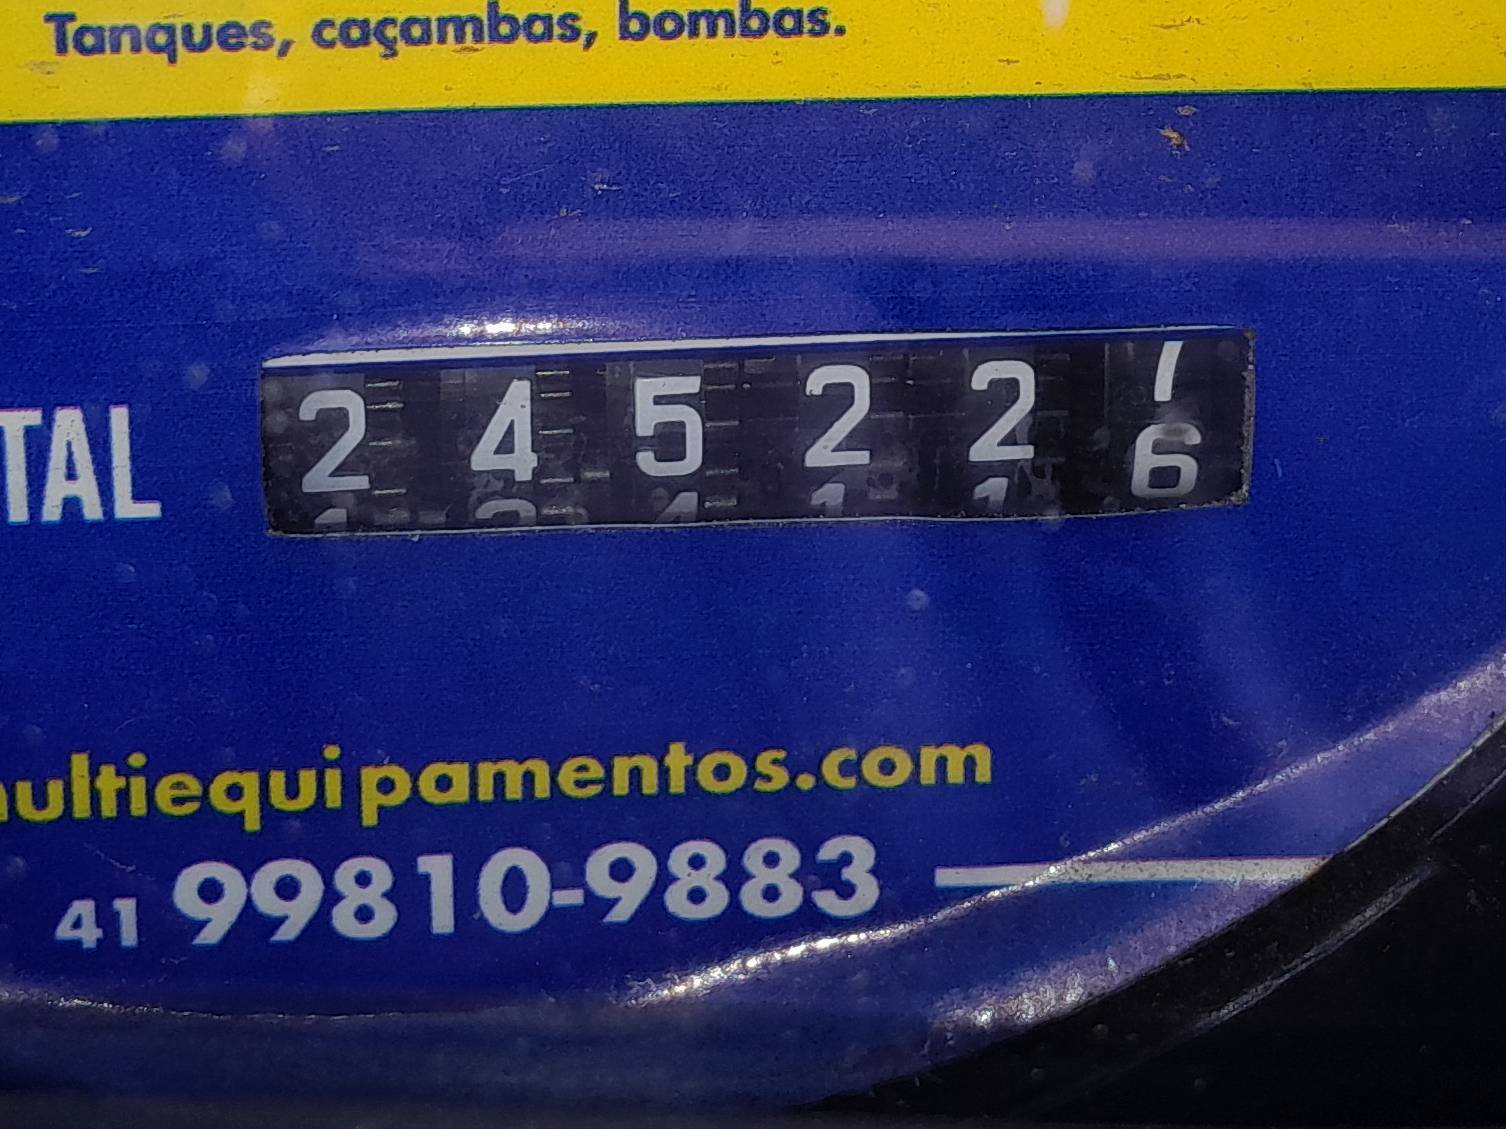 Tanques, caçambas, bombas.
TAL 245226
ultiequipamentos.com
41 99810-9883